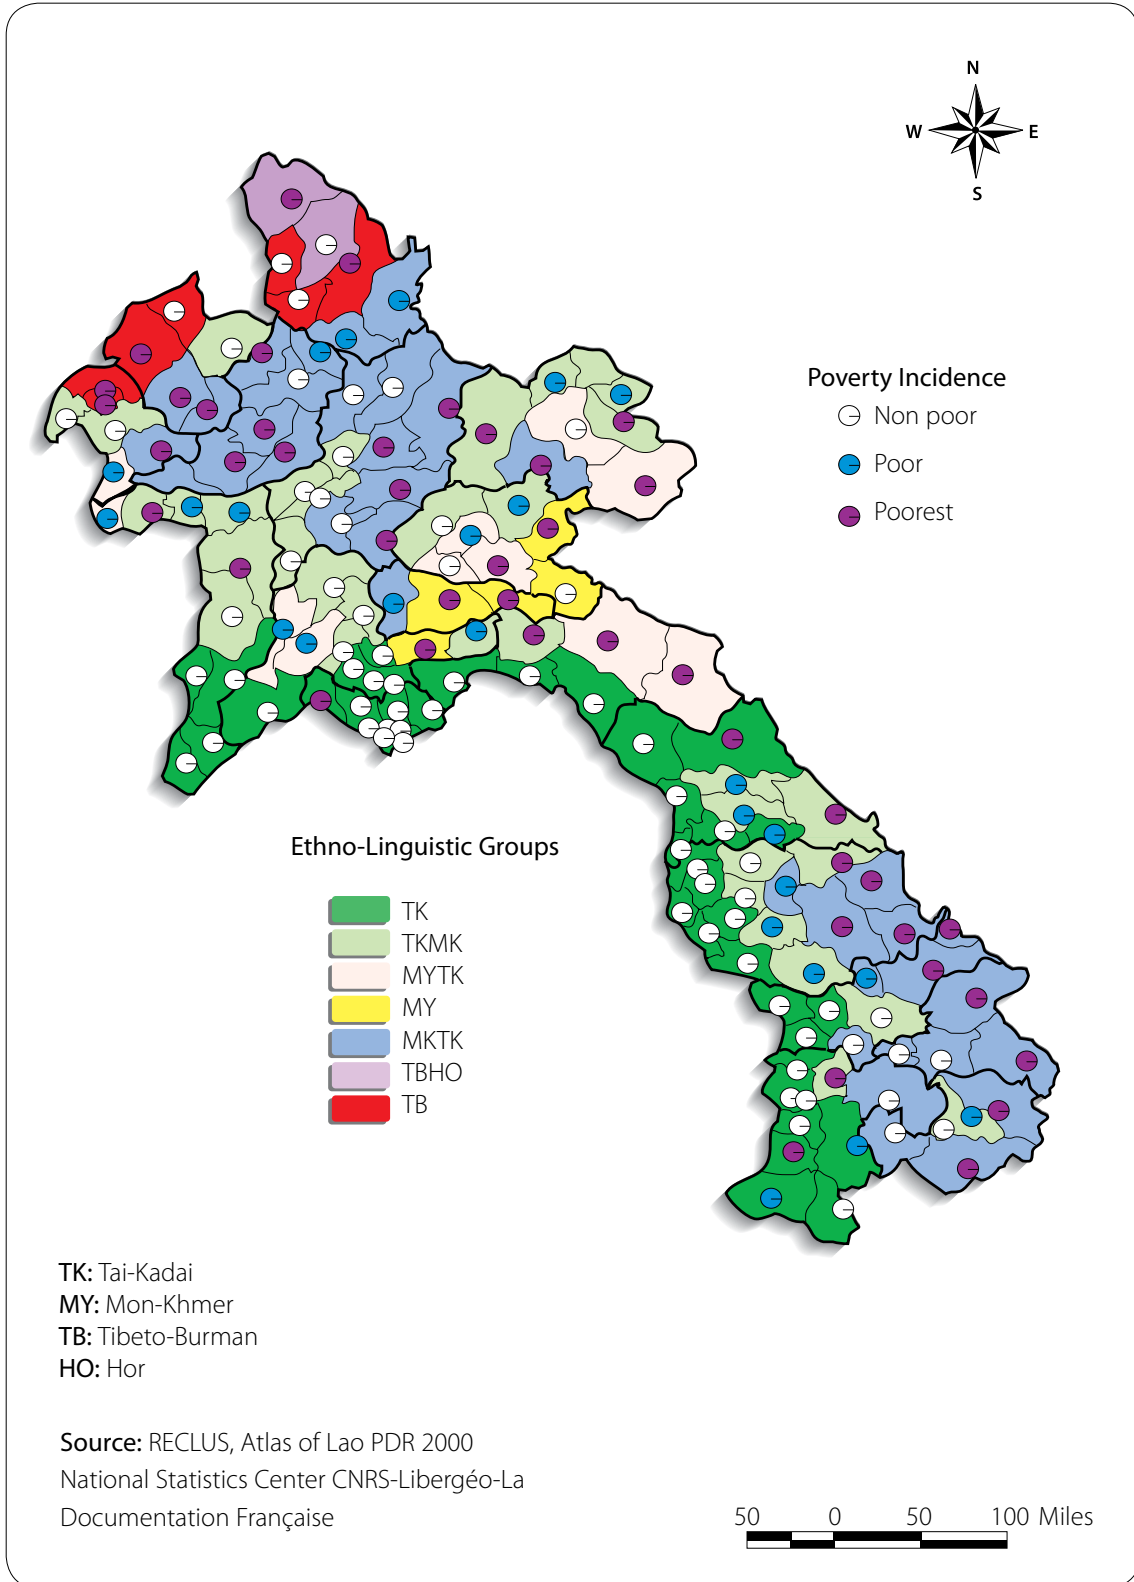 N
W E
S
Poverty Incidence
Non poor
Poor
Poorest
Ethno-Linguistic Groups
TK
TKMK
MYTK
MY
MKTK
TBHO
TB
TK: Tai-Kadai
MY: Mon-Khmer
TB: Tibeto-Burman
HO: Hor
Source: RECLUS, Atlas of Lao PDR 2000
National Statistics Center CNRS-Libergéo-La
Documentation Française
50 0 50 100 Miles